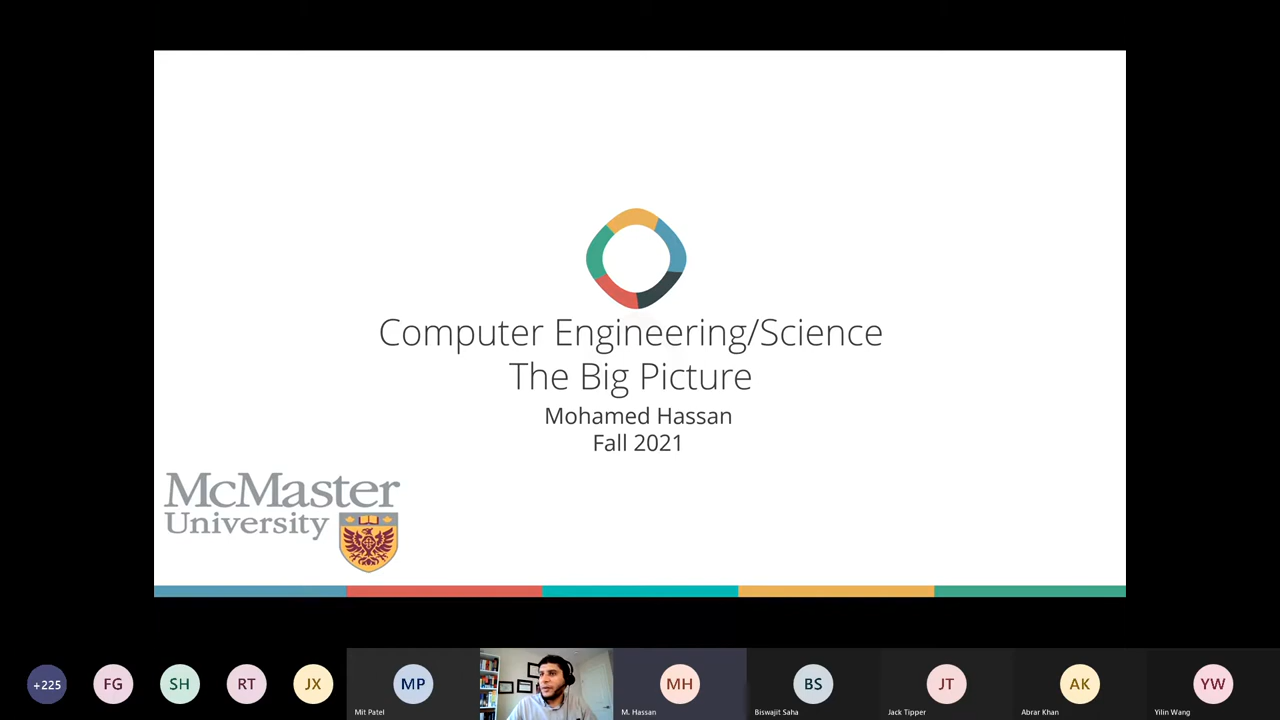 Computer Engineering/Science
The Big Picture
Mohamed Hassan
Fall 2021
McMaster
University
+225
FG
SH
RT
JX
MP
Mit Patel
MH
M. Hassan
BS
Biswajit Saha
JT
Jack Tipper
AK
Abrar Khan
YW
Yilin Wang